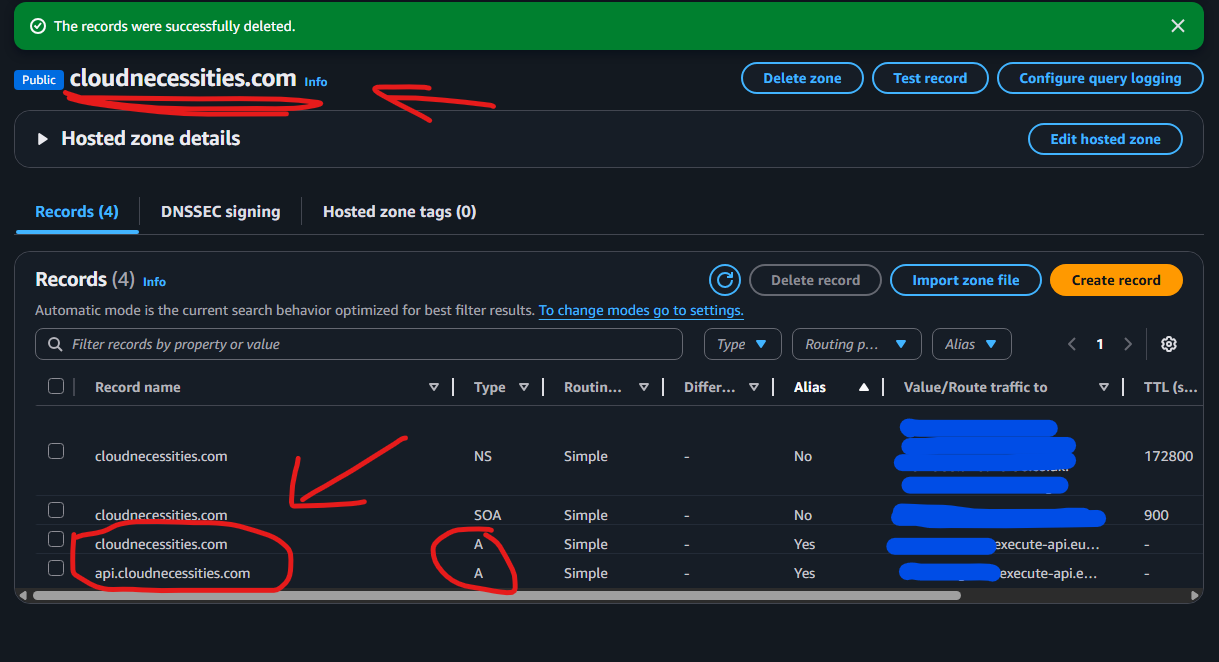 The records were successfully deleted.
Public cloudnecessities.com Info
Delete zone Test record Configure query logging
Hosted zone details
Edit hosted zone
Records (4) DNSSEC signing Hosted zone tags (0)
Records (4) Info
Delete record Import zone file Create record
Automatic mode is the current search behavior optimized for best filter results. To change modes go to settings.
Filter records by property or value Type Routing p... Alias 1
Record name Type Routin... Differ... Alias Value/Route traffic to TTL (s...
cloudnecessities.com NS Simple - No 172800
cloudnecessities.com SOA Simple - No 900
cloudnecessities.com A Simple - Yes execute-api.eu... -
api.cloudnecessities.com A Simple - Yes execute-api.e... -